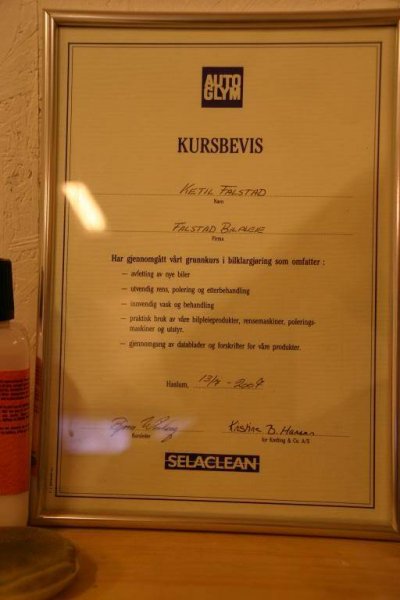 AUTO
GLYM
KURSBEVIS
KETIL FALSTAD
Navn
FALSTAD BILPLEIE
Firma
Har gjennomgått vårt grunnkurs i bilklargjøring som omfatter :
— avfetting av nye biler
— utvendig rens, polering og etterbehandling
— innvendig vask og behandling
— praktisk bruk av våre bilpleieprodukter, rensemaskiner, polerings-
maskiner og utstyr.
— gjennomgang av datablader og forskrifter for våre produkter.
Haslum,
Kursleder
Kristine B. Hansen
for Kietling & Co. A/S
SELACLEAN